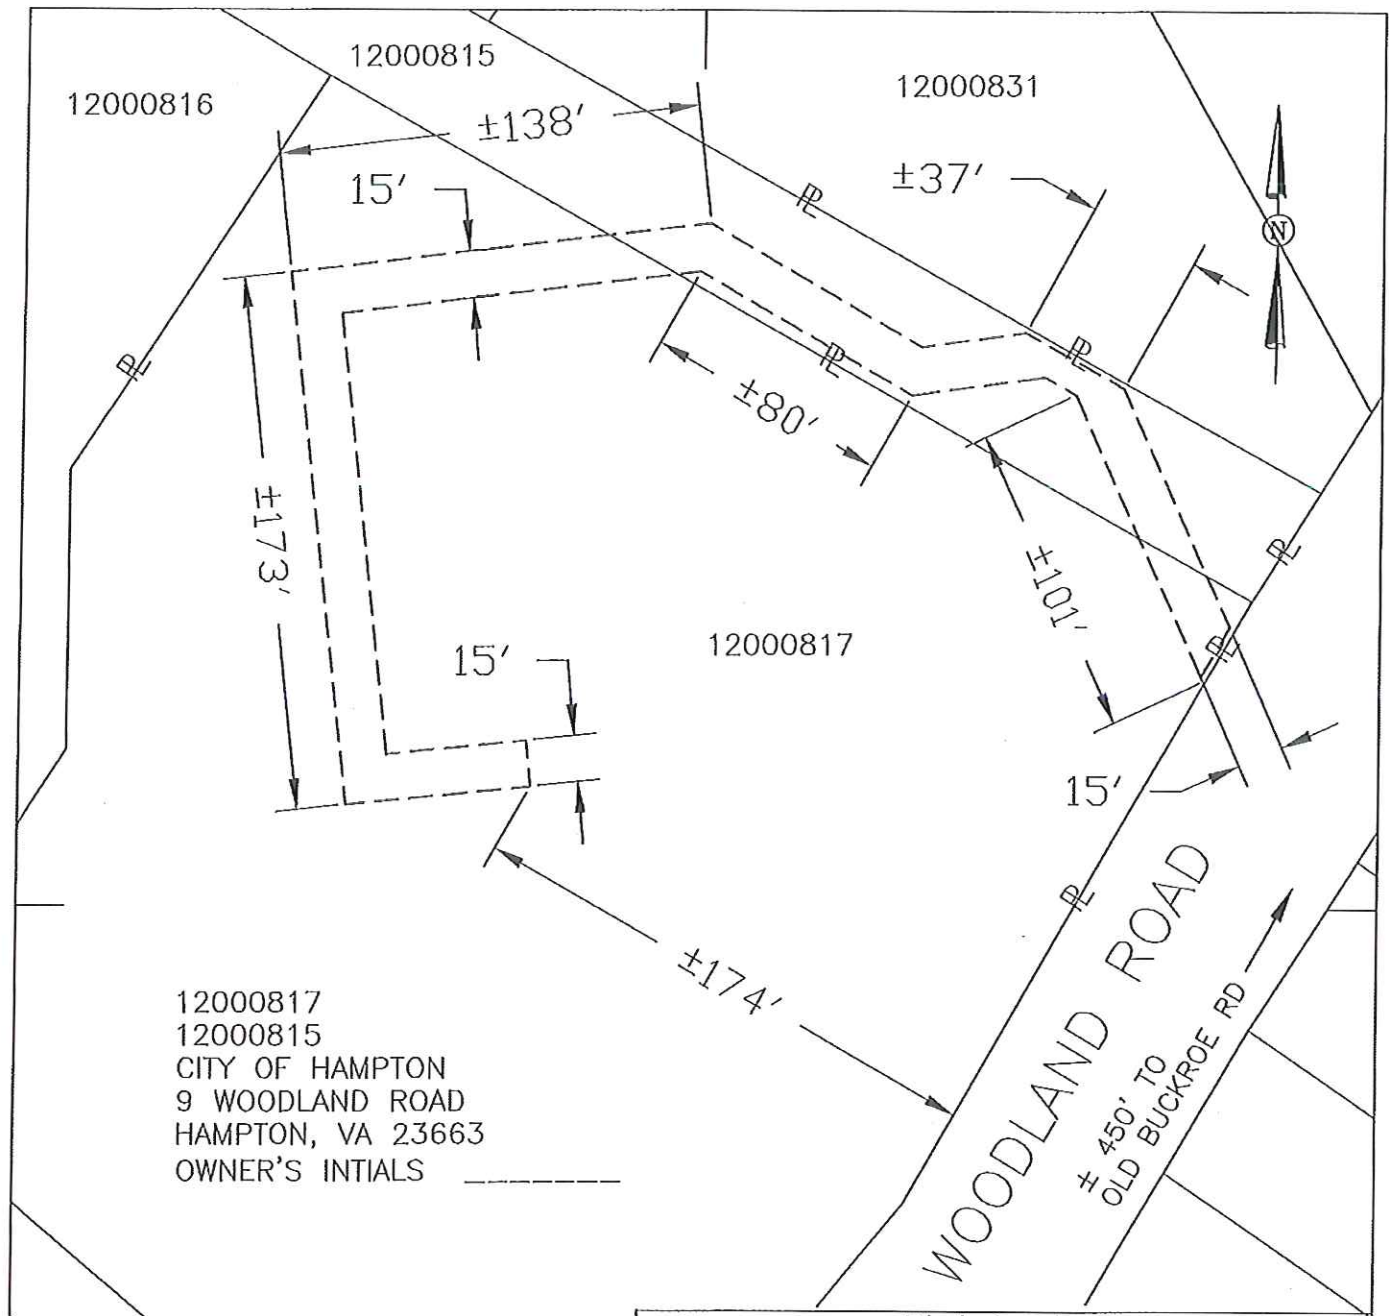 12000815
12000816
12000831
±138'
15'
±37'
PL
N
PL
PL
PL
±80'
±173'
±101'
PL
12000817
15'
PL
15'
PL
±174'
WOODLAND ROAD
± 450' TO
OLD BUCKROE RD
12000817
12000815
CITY OF HAMPTON
9 WOODLAND ROAD
HAMPTON, VA 23663
OWNER'S INTIALS